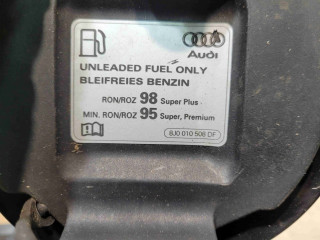 Audi
UNLEADED FUEL ONLY
BLEIFREIES BENZIN
RON/ROZ 98 Super Plus
MIN. RON/ROZ 95 Super, Premium
8J0 010 508 DF